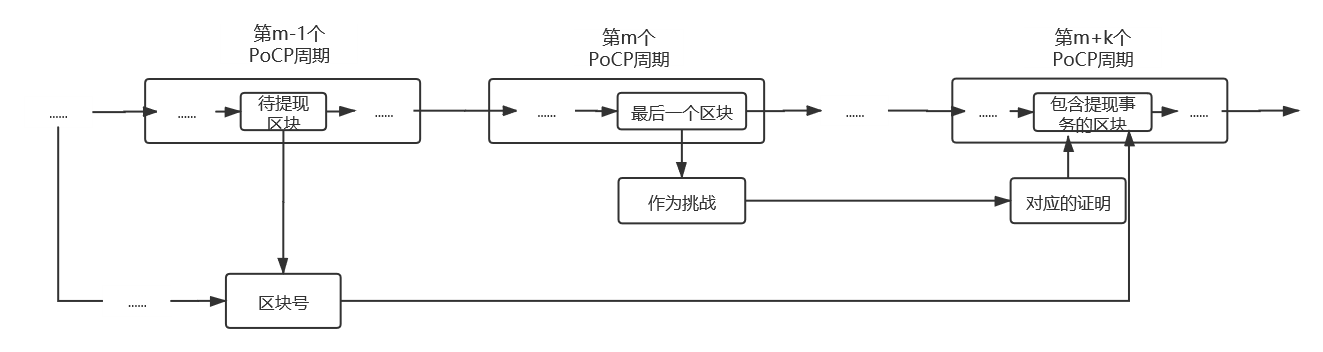 第m-1个
PoCP周期
第m个
PoCP周期
第m+k个
PoCP周期
......
......
待提现
区块
......
......
最后一个区块
......
......
包含提现事
务的区块
......
作为挑战
对应的证明
......
区块号